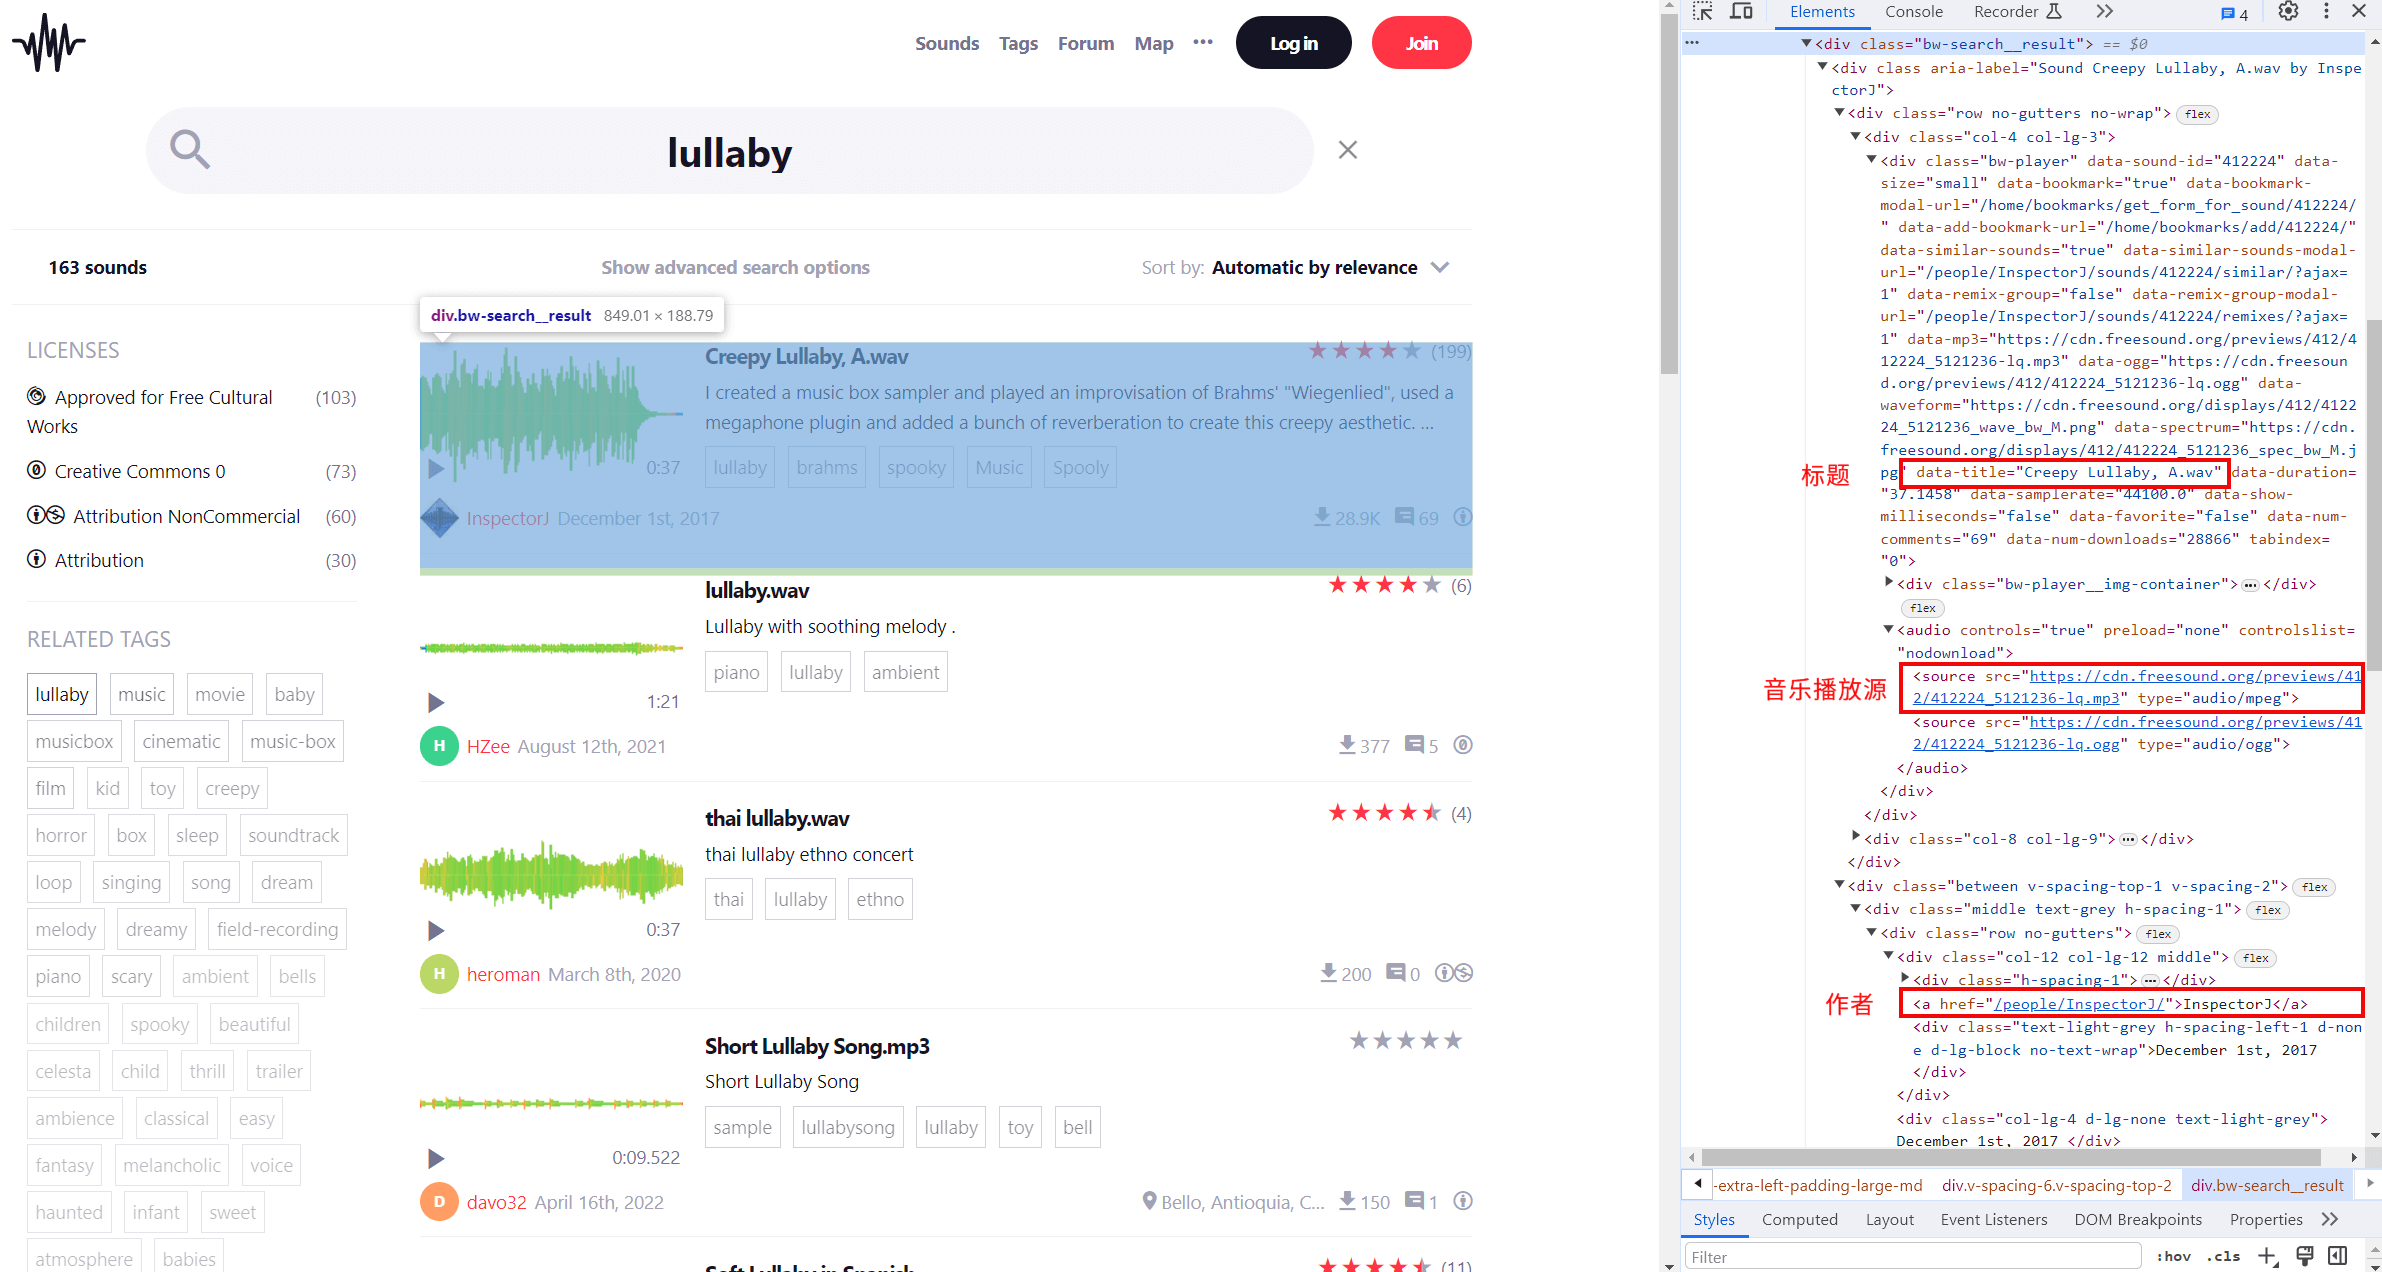 Sounds Tags Forum Map ••• Log in Join
lullaby
163 sounds Show advanced search options Sort by: Automatic by relevance
div.bw-search__result 849.01 × 188.79
LICENSES
Approved for Free Cultural Works (103)
Creative Commons 0 (73)
Attribution NonCommercial (60)
Attribution (30)
RELATED TAGS
lullaby music movie baby
musicbox cinematic music-box
film kid toy creepy
horror box sleep soundtrack
loop singing song dream
melody dreamy field-recording
piano scary ambient bells
children spooky beautiful
celesta child thrill trailer
ambience classical easy
fantasy melancholic voice
haunted infant sweet
atmosphere babies
Creepy Lullaby, A.wav (199)
I created a music box sampler and played an improvisation of Brahms' "Wiegenlied", used a
megaphone plugin and added a bunch of reverberation to create this creepy aesthetic. ...
0:37 lullaby brahms spooky Music Spooly
InspectorJ December 1st, 2017 28.9K 69
lullaby.wav (6)
Lullaby with soothing melody .
piano lullaby ambient
1:21
H HZee August 12th, 2021 377 5
thai lullaby.wav (4)
thai lullaby ethno concert
thai lullaby ethno
0:37
H heroman March 8th, 2020 200 0
Short Lullaby Song.mp3
Short Lullaby Song
sample lullabysong lullaby toy bell
0:09.522
D davo32 April 16th, 2022 Bello, Antioquia, C... 150 1
Soft Lullaby in Spanish (11)
Elements Console Recorder 4
<div class="bw-search__result"> == $0
<div class aria-label="Sound Creepy Lullaby, A.wav by Inspe
ctorJ">
<div class="row no-gutters no-wrap"> flex
<div class="col-4 col-lg-3">
<div class="bw-player" data-sound-id="412224" data-
size="small" data-bookmark="true" data-bookmark-
modal-url="/home/bookmarks/get_form_for_sound/412224/
" data-add-bookmark-url="/home/bookmarks/add/412224/"
data-similar-sounds="true" data-similar-sounds-modal-
url="/people/InspectorJ/sounds/412224/similar/?ajax=
1" data-remix-group="false" data-remix-group-modal-
url="/people/InspectorJ/sounds/412224/remixes/?ajax=
1" data-mp3="https://cdn.freesound.org/previews/412/4
12224_5121236-lq.mp3" data-ogg="https://cdn.freesoun
d.org/previews/412/412224_5121236-lq.ogg" data-
waveform="https://cdn.freesound.org/displays/412/4122
24_5121236_wave_bw_M.png" data-spectrum="https://cdn.
freesound.org/displays/412/412224_5121236_spec_bw_M.j
标题 pg" data-title="Creepy Lullaby, A.wav" data-duration=
"37.1458" data-samplerate="44100.0" data-show-
milliseconds="false" data-favorite="false" data-num-
comments="69" data-num-downloads="28866" tabindex=
"0">
<div class="bw-player__img-container"> ••• </div>
flex
<audio controls="true" preload="none" controlslist=
"nodownload">
音乐播放源 <source src="https://cdn.freesound.org/previews/41
2/412224_5121236-lq.mp3" type="audio/mpeg">
<source src="https://cdn.freesound.org/previews/41
2/412224_5121236-lq.ogg" type="audio/ogg">
</audio>
</div>
</div>
<div class="col-8 col-lg-9"> ••• </div>
</div>
<div class="between v-spacing-top-1 v-spacing-2"> flex
<div class="middle text-grey h-spacing-1"> flex
<div class="row no-gutters"> flex
<div class="col-12 col-lg-12 middle"> flex
<div class="h-spacing-1"> ••• </div>
作者 <a href="/people/InspectorJ/">InspectorJ</a>
<div class="text-light-grey h-spacing-left-1 d-non
e d-lg-block no-text-wrap">December 1st, 2017
</div>
</div>
<div class="col-lg-4 d-lg-none text-light-grey">
December 1st, 2017 </div>
-extra-left-padding-large-md div.v-spacing-6.v-spacing-top-2 div.bw-search__result
Styles Computed Layout Event Listeners DOM Breakpoints Properties
Filter :hov .cls